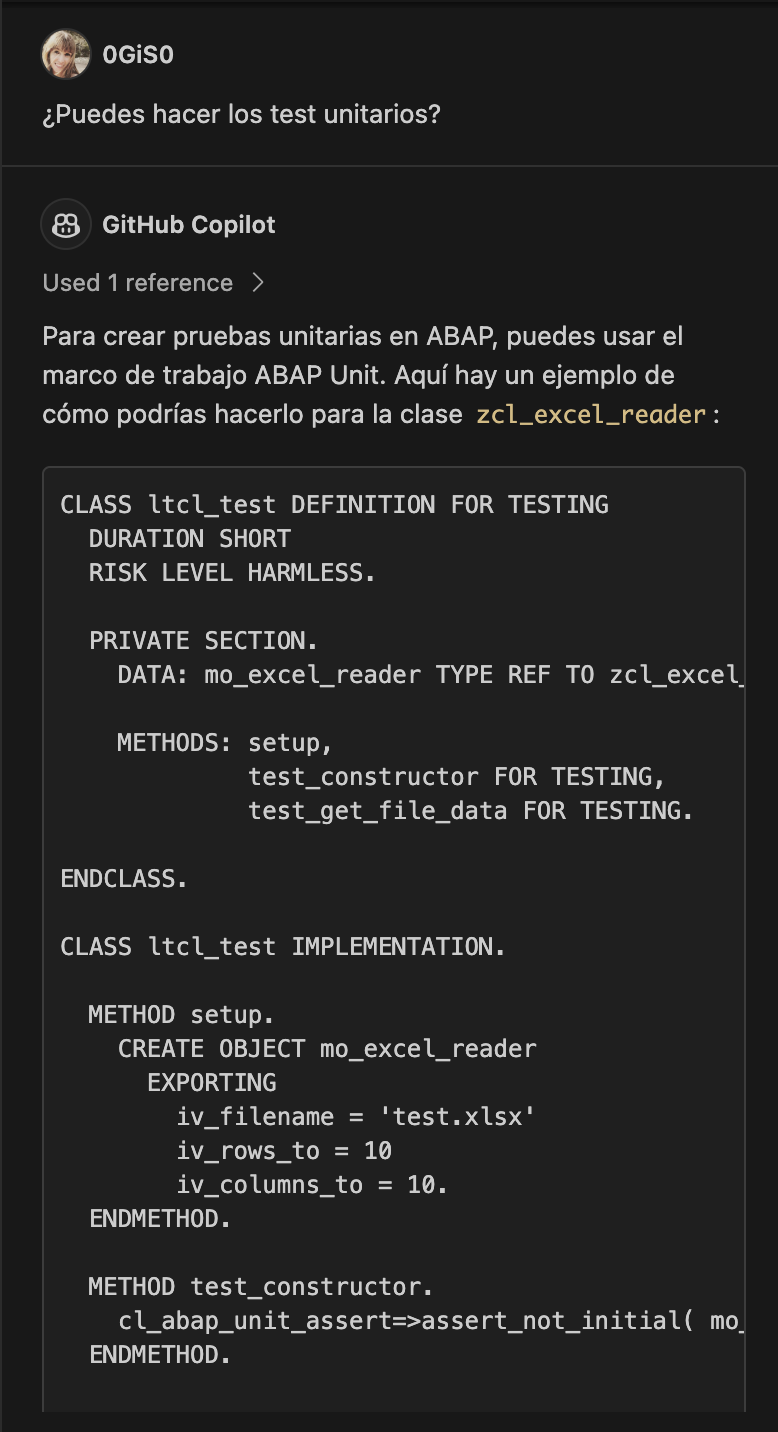 0GiS0
¿Puedes hacer los test unitarios?
GitHub Copilot
Used 1 reference >
Para crear pruebas unitarias en ABAP, puedes usar el
marco de trabajo ABAP Unit. Aquí hay un ejemplo de
cómo podrías hacerlo para la clase zcl_excel_reader:
CLASS ltcl_test DEFINITION FOR TESTING
  DURATION SHORT
  RISK LEVEL HARMLESS.
  PRIVATE SECTION.
    DATA: mo_excel_reader TYPE REF TO zcl_excel_
    METHODS: setup,
             test_constructor FOR TESTING,
             test_get_file_data FOR TESTING.
ENDCLASS.
CLASS ltcl_test IMPLEMENTATION.
  METHOD setup.
    CREATE OBJECT mo_excel_reader
      EXPORTING
        iv_filename = 'test.xlsx'
        iv_rows_to = 10
        iv_columns_to = 10.
  ENDMETHOD.
  METHOD test_constructor.
    cl_abap_unit_assert=>assert_not_initial( mo_
  ENDMETHOD.